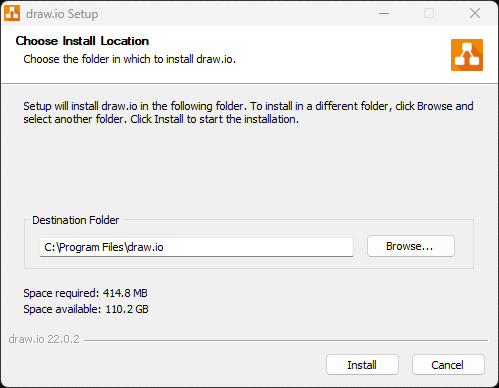 draw.io Setup
Choose Install Location
Choose the folder in which to install draw.io.
Setup will install draw.io in the following folder. To install in a different folder, click Browse and
select another folder. Click Install to start the installation.
Destination Folder
C:\Program Files\draw.io
Browse...
Space required: 414.8 MB
Space available: 110.2 GB
draw.io 22.0.2
Install
Cancel